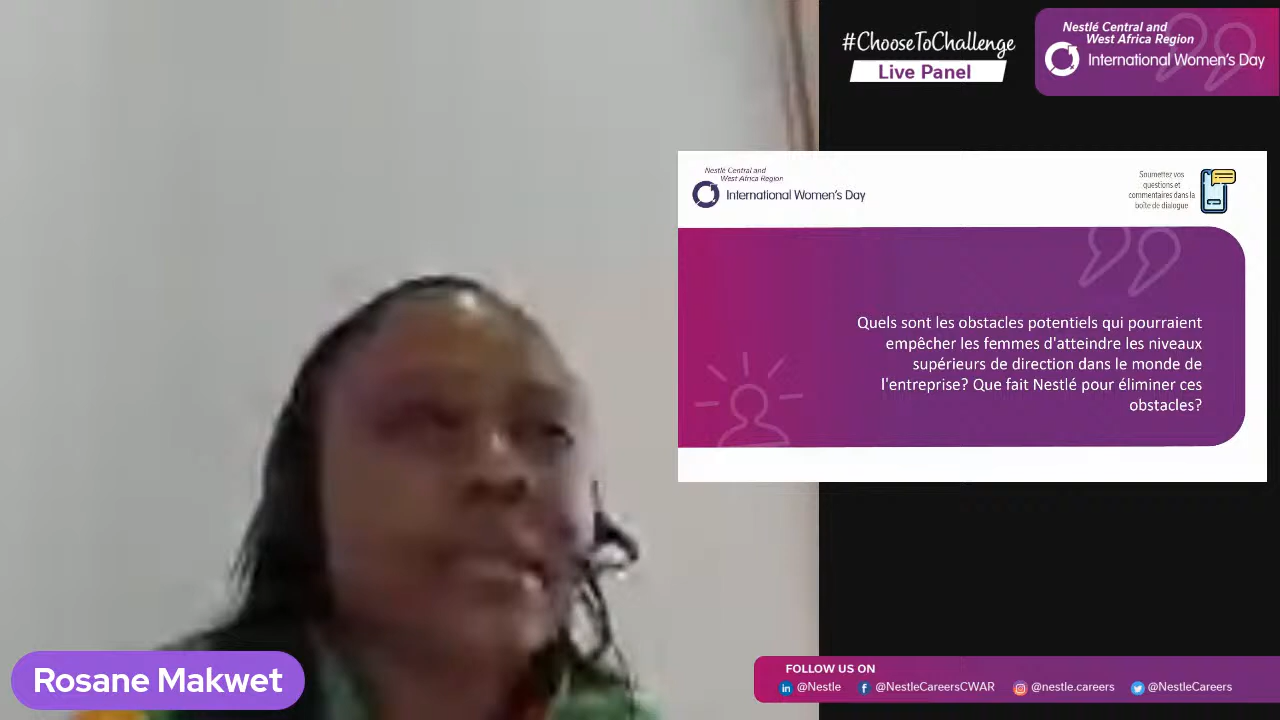 #ChooseToChallenge
Live Panel
Nestlé Central and
West Africa Region
International Women's Day
Nestlé Central and
West Africa Region
International Women's Day
Soumettez vos
questions et
commentaires dans la
boîte de dialogue
Quels sont les obstacles potentiels qui pourraient
empêcher les femmes d'atteindre les niveaux
supérieurs de direction dans le monde de
l'entreprise? Que fait Nestlé pour éliminer ces
obstacles?
Rosane Makwet
FOLLOW US ON
@Nestle @NestleCareersCWAR @nestle.careers @NestleCareers